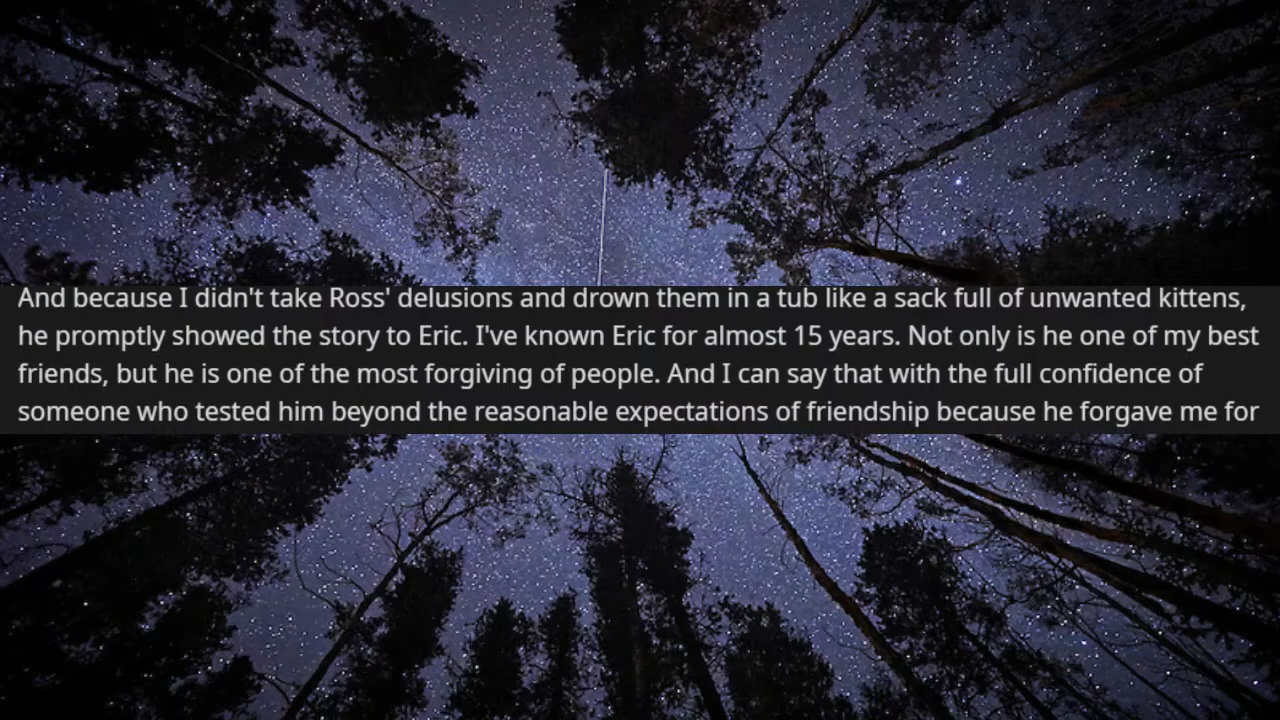 And because I didn't take Ross' delusions and drown them in a tub like a sack full of unwanted kittens,
he promptly showed the story to Eric. I've known Eric for almost 15 years. Not only is he one of my best
friends, but he is one of the most forgiving of people. And I can say that with the full confidence of
someone who tested him beyond the reasonable expectations of friendship because he forgave me for